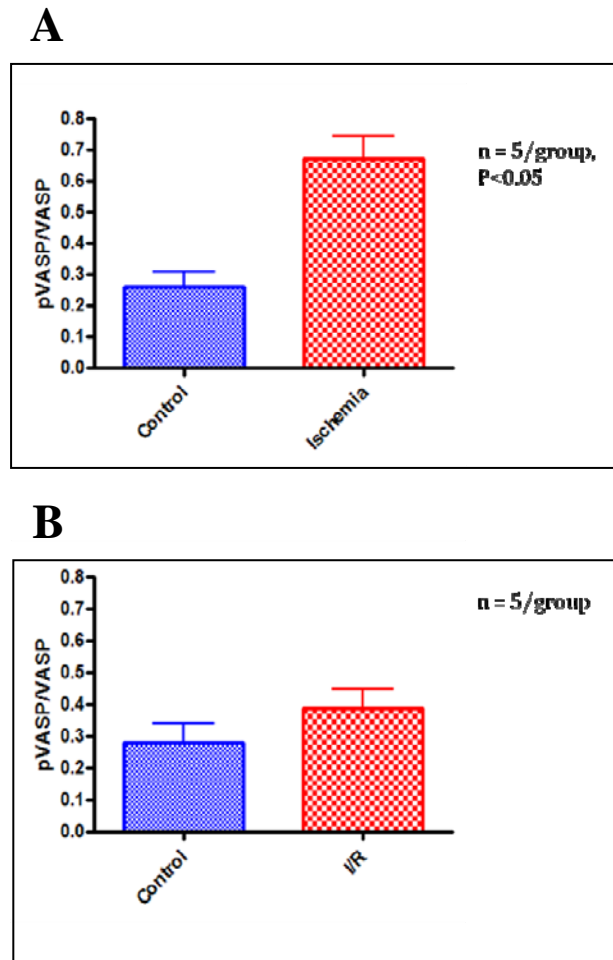 A
0.8
0.7
0.6
0.5
0.4
0.3
0.2
0.1
0.0
pVASP/VASP
Control
Ischemia
n = 5/group,
P<0.05
B
0.8
0.7
0.6
0.5
0.4
0.3
0.2
0.1
0.0
pVASP/VASP
Control
I/R
n = 5/group